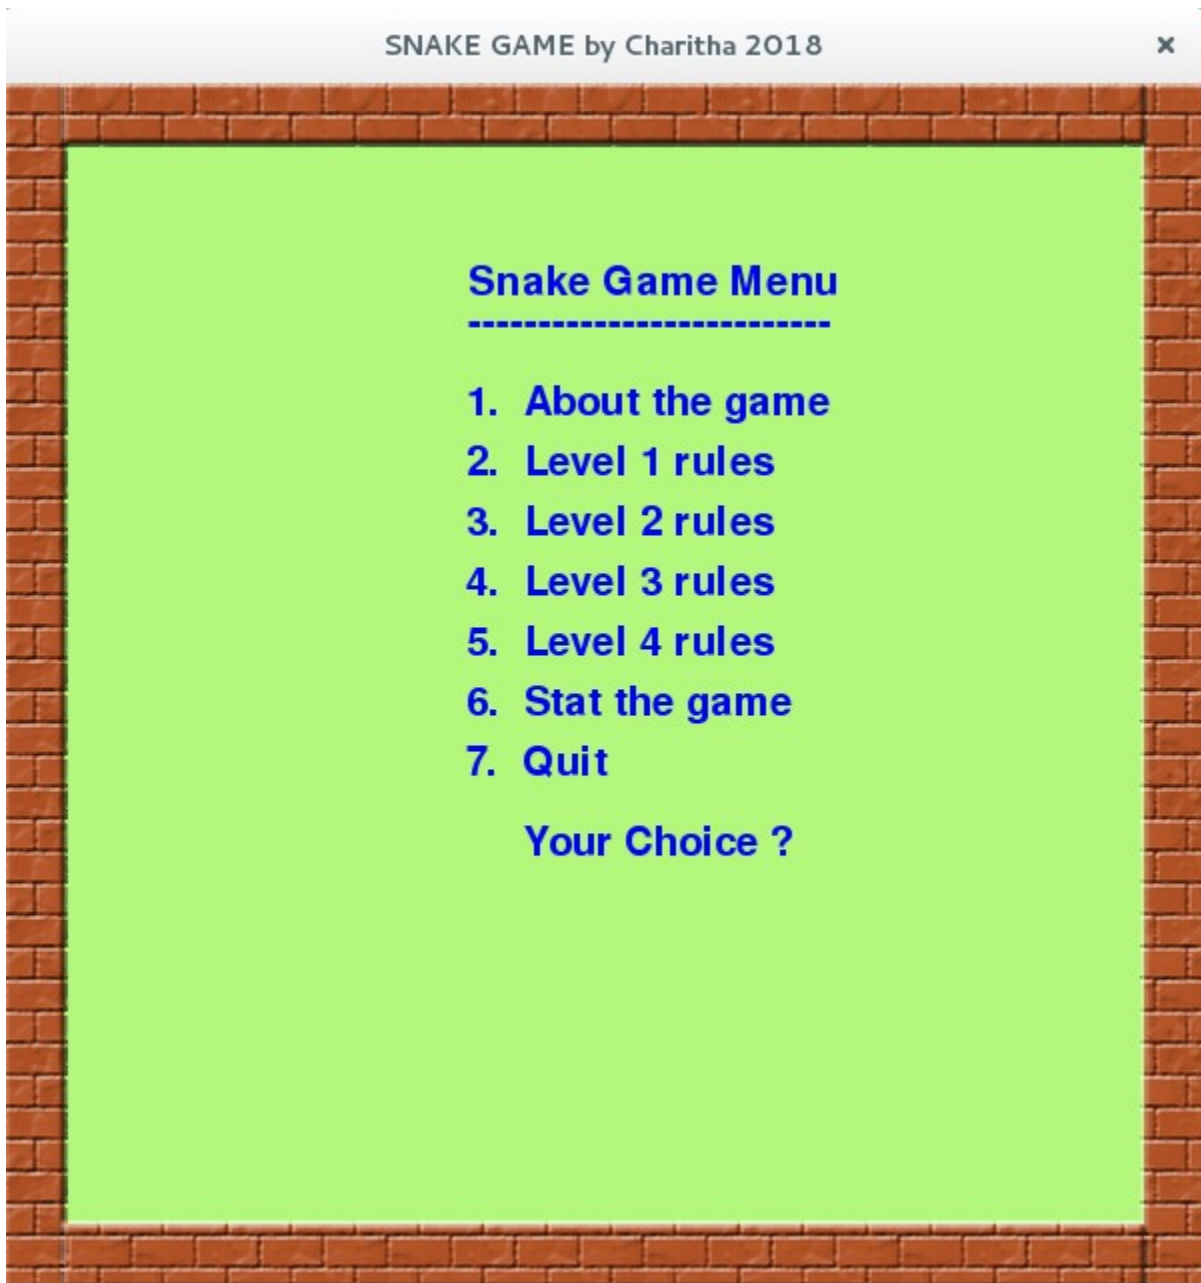 SNAKE GAME by Charitha 2018
Snake Game Menu
--------------------------
1. About the game
2. Level 1 rules
3. Level 2 rules
4. Level 3 rules
5. Level 4 rules
6. Stat the game
7. Quit
Your Choice ?